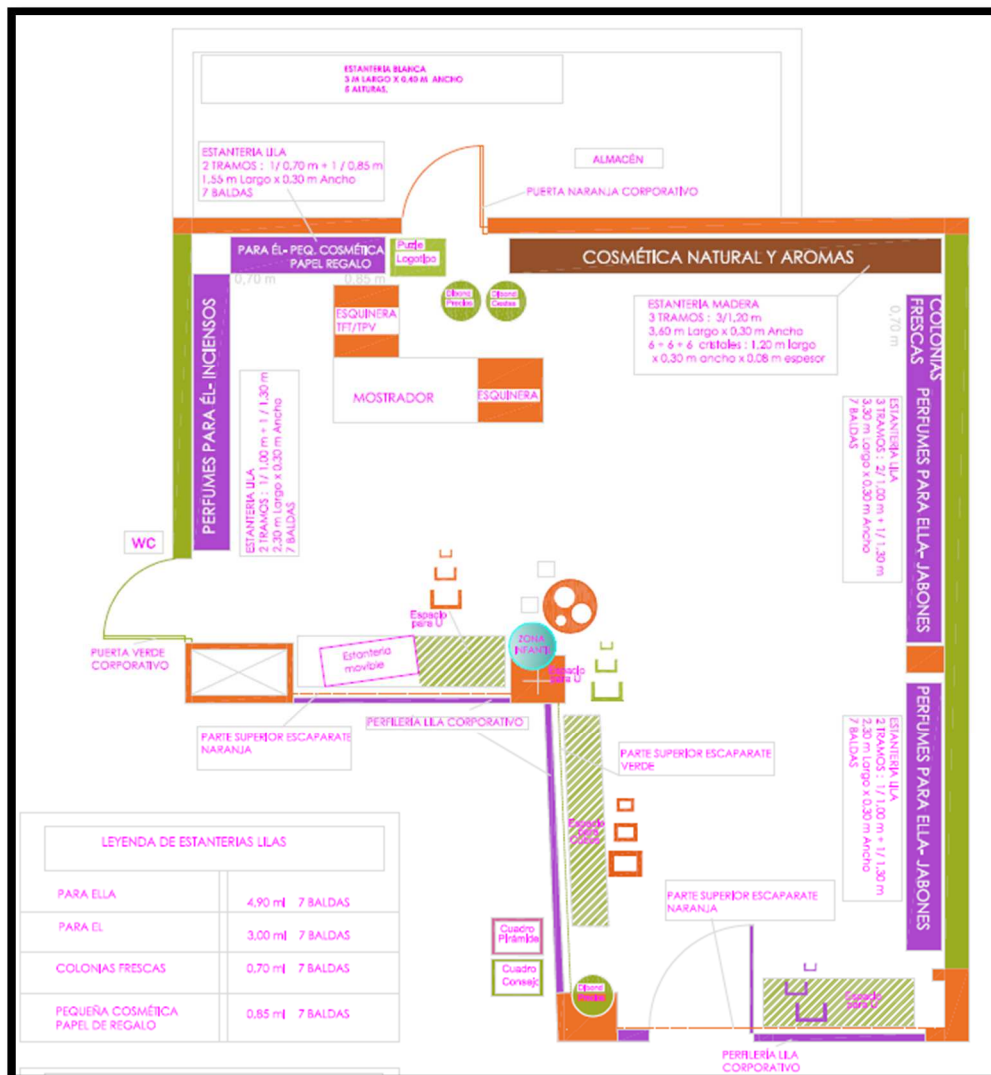 ESTANTERIA BLANCA
3 M LARGO X 0,40 M ANCHO
5 ALTURAS.
ALMACÉN
ESTANTERIA LILA
2 TRAMOS : 1/ 0,70 m + 1 / 0,85 m
1,55 m Largo x 0,30 m Ancho
7 BALDAS
PUERTA NARANJA CORPORATIVO
PARA ÉL- PEQ. COSMÉTICA
PAPEL REGALO
0,70 m
0,85 m
Puzzle
Logotipo
COSMÉTICA NATURAL Y AROMAS
ESQUINERA
TFT/TPV
MOSTRADOR
ESQUINERA
ESTANTERIA MADERA
3 TRAMOS : 3/1,20 m
3,60 m Largo x 0,30 m Ancho
6 + 6 + 6 cristales : 1,20 m largo
x 0,30 m ancho x 0,08 m espesor
COLONIAS
FRESCAS
0,70 m
PERFUMES PARA ÉL- INCIENSOS
ESTANTERIA LILA
2 TRAMOS : 1/ 1,00 m + 1 / 1,30 m
2,30 m Largo x 0,30 m Ancho
7 BALDAS
PERFUMES PARA ELLA- JABONES
ESTANTERIA LILA
3 TRAMOS : 2/ 1,00 m + 1/ 1,30 m
3,30 m Largo x 0,30 m Ancho
7 BALDAS
WC
PUERTA VERDE
CORPORATIVO
Estantería
movible
Espacio
para U
ZONA
INFANTIL
Espacio
para U
PARTE SUPERIOR ESCAPARATE
NARANJA
PERFILERÍA LILA CORPORATIVO
PARTE SUPERIOR ESCAPARATE
VERDE
PERFUMES PARA ELLA- JABONES
ESTANTERIA LILA
2 TRAMOS : 1/ 1,00 m + 1/ 1,30 m
2,30 m Largo x 0,30 m Ancho
7 BALDAS
Espacio
para
LEYENDA DE ESTANTERIAS LILAS
PARA ELLA 4,90 ml 7 BALDAS
PARA EL 3,00 ml 7 BALDAS
COLONIAS FRESCAS 0,70 ml 7 BALDAS
PEQUEÑA COSMÉTICA
PAPEL DE REGALO 0,85 ml 7 BALDAS
Cuadro
Pirámide
Cuadro
Consejo
PARTE SUPERIOR ESCAPARATE
NARANJA
Espacio
para U
PERFILERÍA LILA
CORPORATIVO